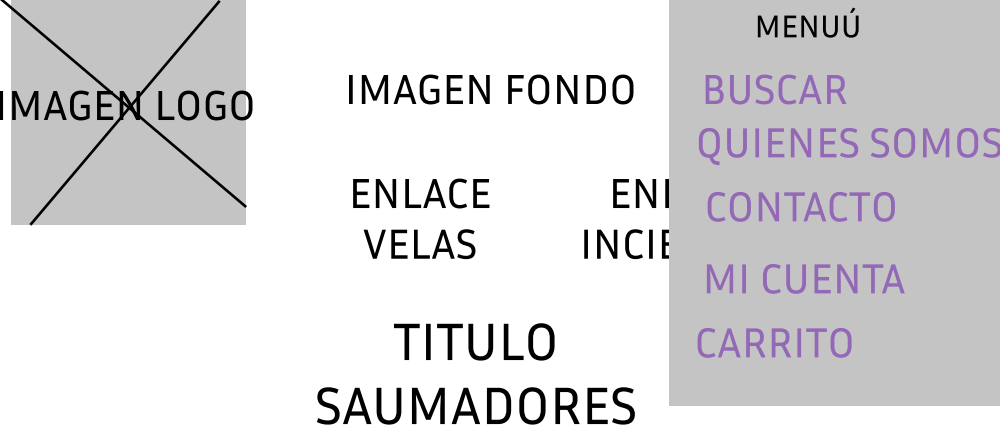 IMAGEN LOGO
IMAGEN FONDO
ENLACE
VELAS
TITULO
SAUMADORES
MENUÚ
BUSCAR
QUIENES SOMOS
CONTACTO
MI CUENTA
CARRITO